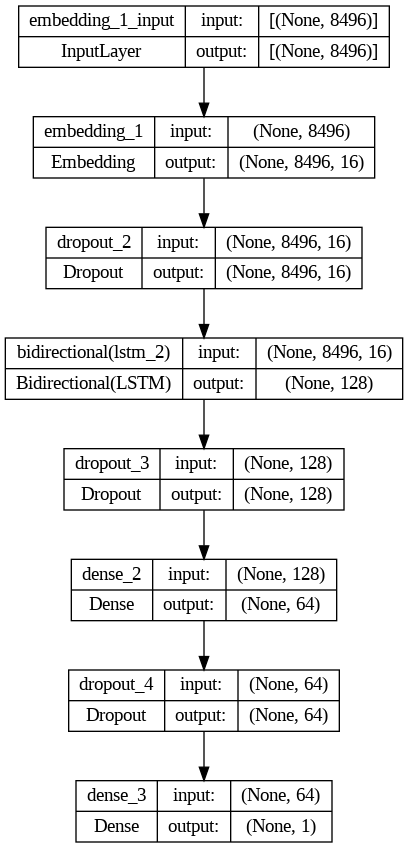 embedding_1_input input: [(None, 8496)]
InputLayer output: [(None, 8496)]
embedding_1 input: (None, 8496)
Embedding output: (None, 8496, 16)
dropout_2 input: (None, 8496, 16)
Dropout output: (None, 8496, 16)
bidirectional(lstm_2) input: (None, 8496, 16)
Bidirectional(LSTM) output: (None, 128)
dropout_3 input: (None, 128)
Dropout output: (None, 128)
dense_2 input: (None, 128)
Dense output: (None, 64)
dropout_4 input: (None, 64)
Dropout output: (None, 64)
dense_3 input: (None, 64)
Dense output: (None, 1)